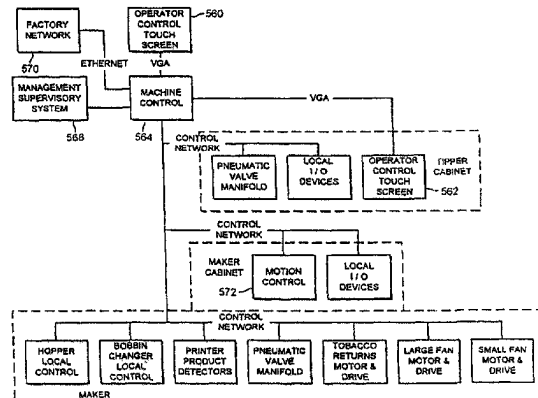 FACTORY
NETWORK
570
OPERATOR
CONTROL
TOUCH
SCREEN
560
ETHERNET
VGA
MANAGEMENT
SUPERVISORY
SYSTEM
568
MACHINE
CONTROL
564
VGA
CONTROL
NETWORK
PNEUMATIC
VALVE
MANIFOLD
LOCAL
I / O
DEVICES
OPERATOR
CONTROL
TOUCH
SCREEN
562
TIPPER
CABINET
CONTROL
NETWORK
MAKER
CABINET
572
MOTION
CONTROL
LOCAL
I / O
DEVICES
CONTROL
NETWORK
HOPPER
LOCAL
CONTROL
BOBBIN
CHANGER
LOCAL
CONTROL
PRINTER
PRODUCT
DETECTORS
PNEUMATIC
VALVE
MANIFOLD
TOBACCO
RETURNS
MOTOR &
DRIVE
LARGE FAN
MOTOR &
DRIVE
SMALL FAN
MOTOR &
DRIVE
MAKER